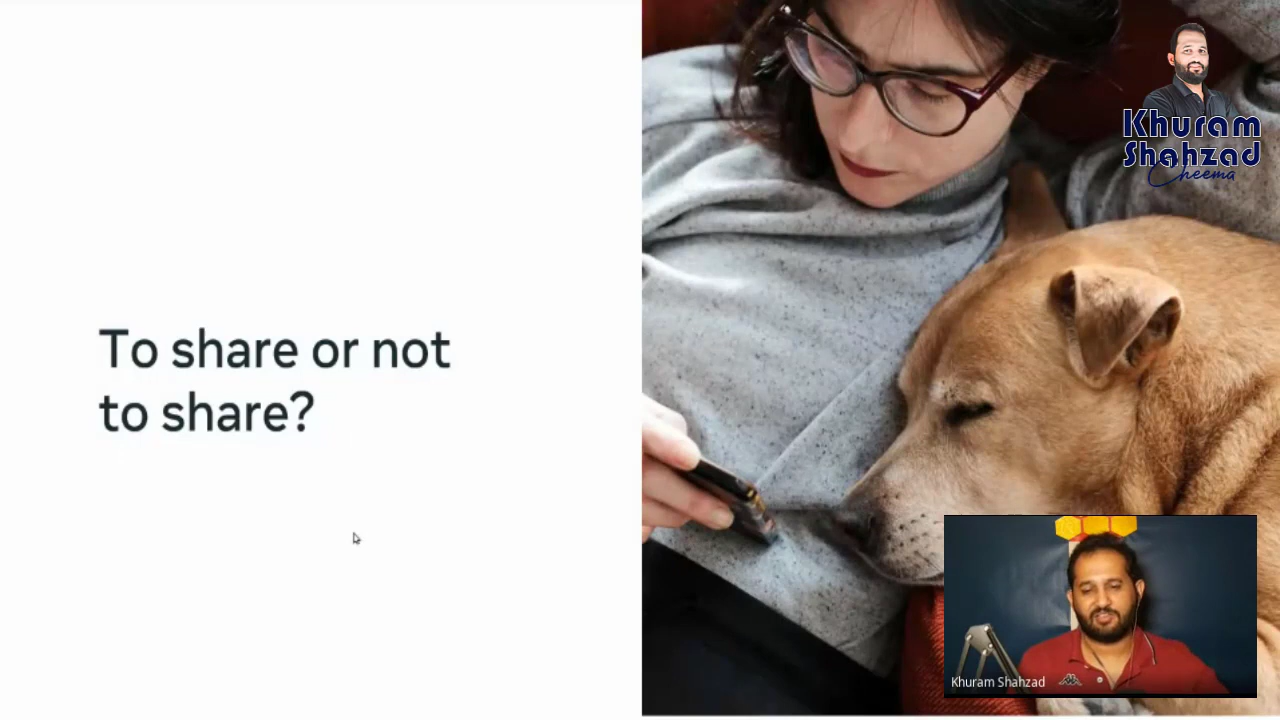 To share or not
to share?
Khuram
Shahzad
Cheema
Khuram Shahzad